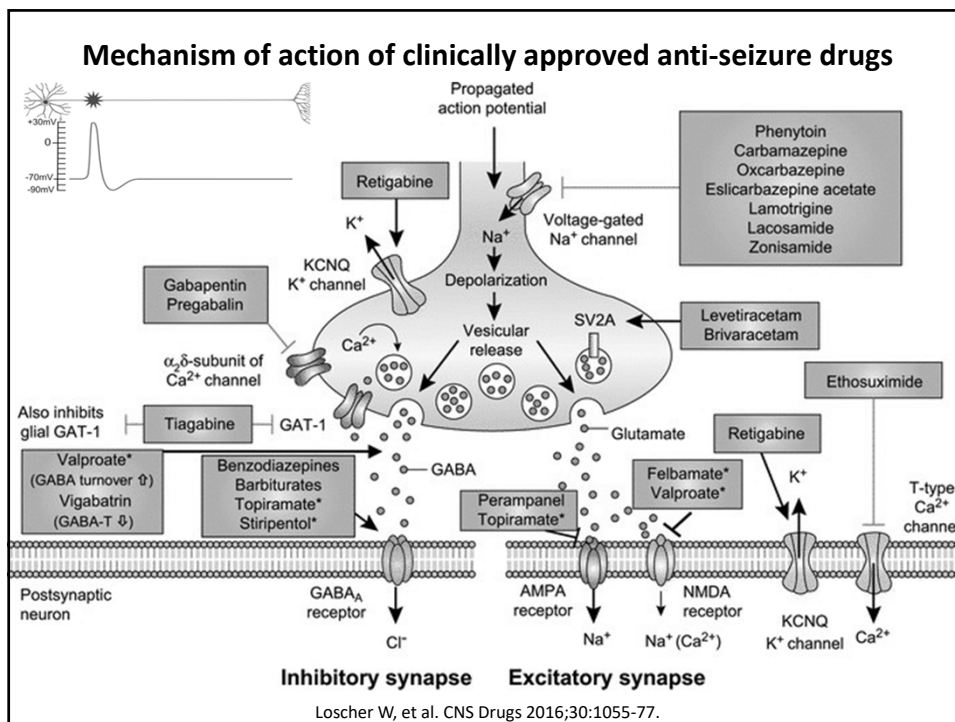 Mechanism of action of clinically approved anti-seizure drugs
+30mV
0
-70mV
-90mV
Propagated
action potential
Phenytoin
Carbamazepine
Oxcarbazepine
Eslicarbazepine acetate
Lamotrigine
Lacosamide
Zonisamide
Retigabine
K⁺
Na⁺
Voltage-gated
Na⁺ channel
KCNQ
K⁺ channel
Depolarization
Gabapentin
Pregabalin
Vesicular
release
SV2A
Levetiracetam
Brivaracetam
Ca²⁺
α₂δ-subunit of
Ca²⁺ channel
Ethosuximide
Also inhibits
glial GAT-1
Tiagabine
GAT-1
Glutamate
Retigabine
GABA
Valproate*
(GABA turnover ⇧)
Vigabatrin
(GABA-T ⇩)
Benzodiazepines
Barbiturates
Topiramate*
Stiripentol*
Felbamate*
Valproate*
Perampanel
Topiramate*
K⁺
T-type
Ca²⁺
channel
Postsynaptic
neuron
GABA_A
receptor
Cl⁻
AMPA
receptor
Na⁺
NMDA
receptor
Na⁺ (Ca²⁺)
KCNQ
K⁺ channel
Ca²⁺
Inhibitory synapse
Excitatory synapse
Loscher W, et al. CNS Drugs 2016;30:1055-77.